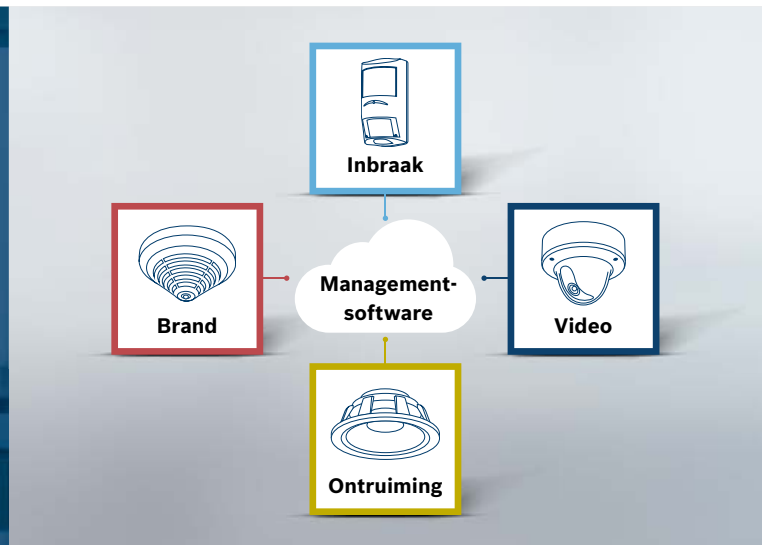 Inbraak
Brand
Management-
software
Video
Ontruiming